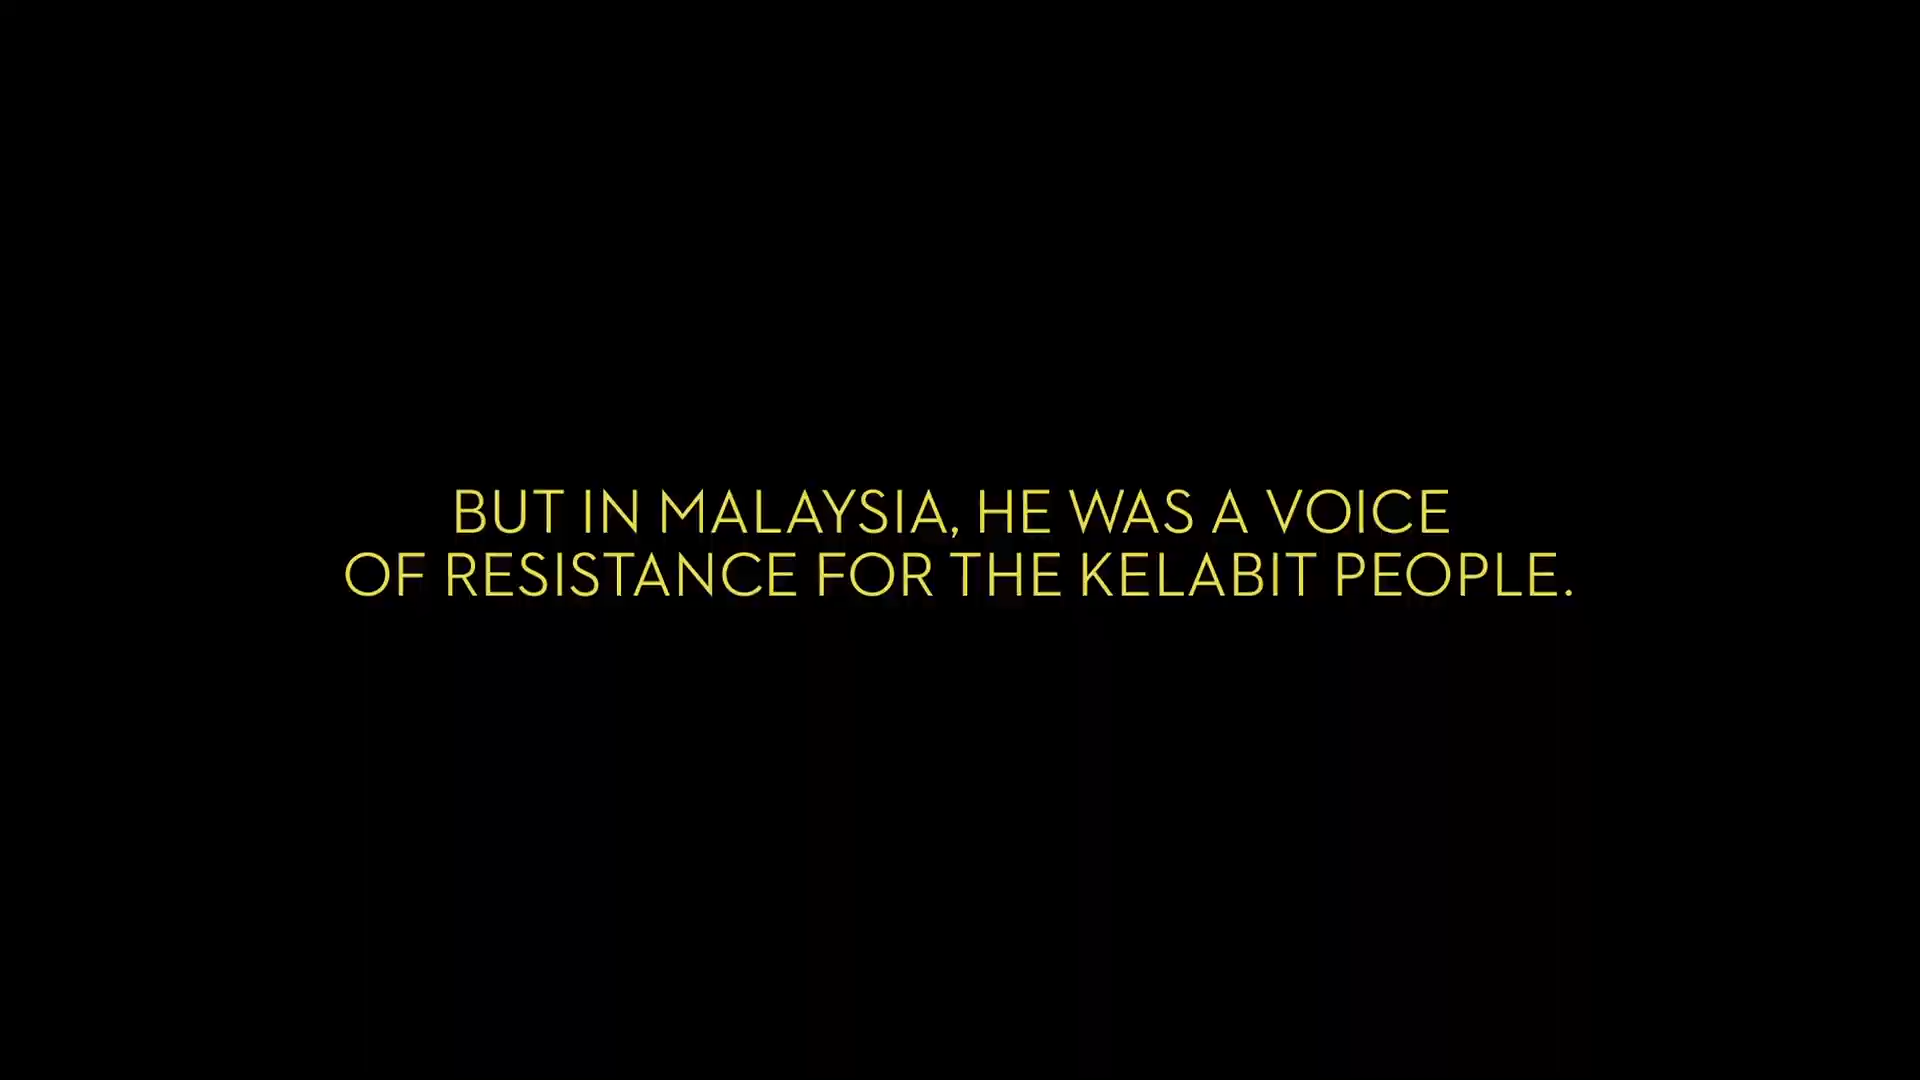 BUT IN MALAYSIA, HE WAS A VOICE
OF RESISTANCE FOR THE KELABIT PEOPLE.